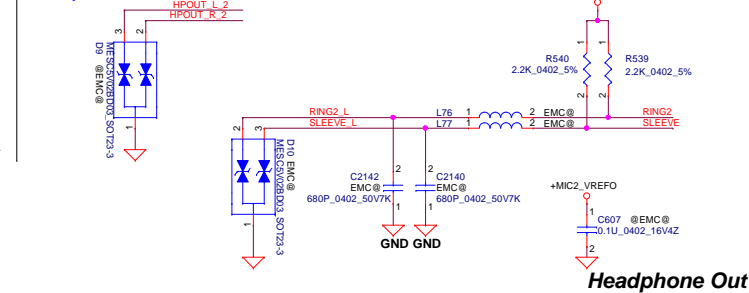 HPOUT_L_2
HPOUT_R_2
3
2
D9 @EMC@
MESC5V02BD03_SOT23-3
1
1
1
R540
2.2K_0402_5%
R539
2.2K_0402_5%
2
2
RING2_L
L76 1
2 EMC@
RING2
SLEEVE_L
L77 1
2 EMC@
SLEEVE
2
3
D10 EMC@
MESC5V02BD03_SOT23-3
1
2
C2142
EMC@
680P_0402_50V7K
1
2
C2140
EMC@
680P_0402_50V7K
1
GND GND
+MIC2_VREFO
1
C607 @EMC@
0.1U_0402_16V4Z
2
Headphone Out